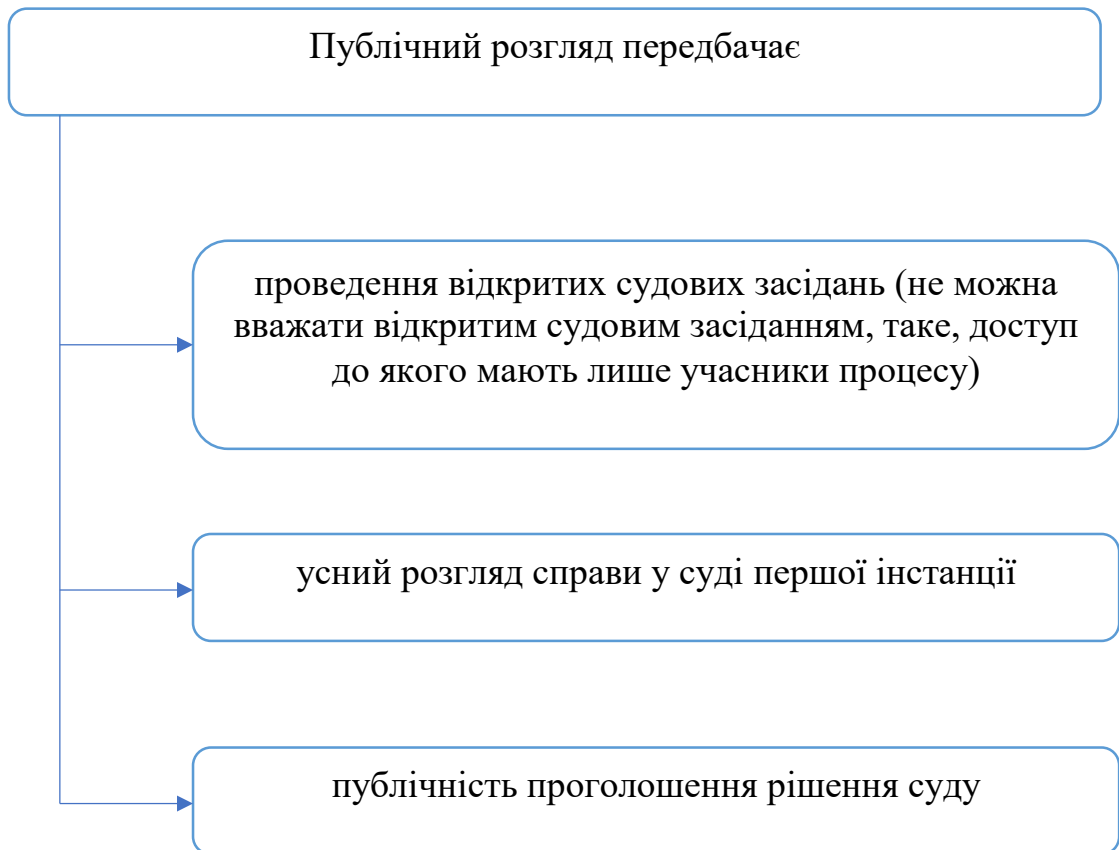 Публічний розгляд передбачає
проведення відкритих судових засідань (не можна
вважати відкритим судовим засіданням, таке, доступ
до якого мають лише учасники процесу)
усний розгляд справи у суді першої інстанції
публічність проголошення рішення суду